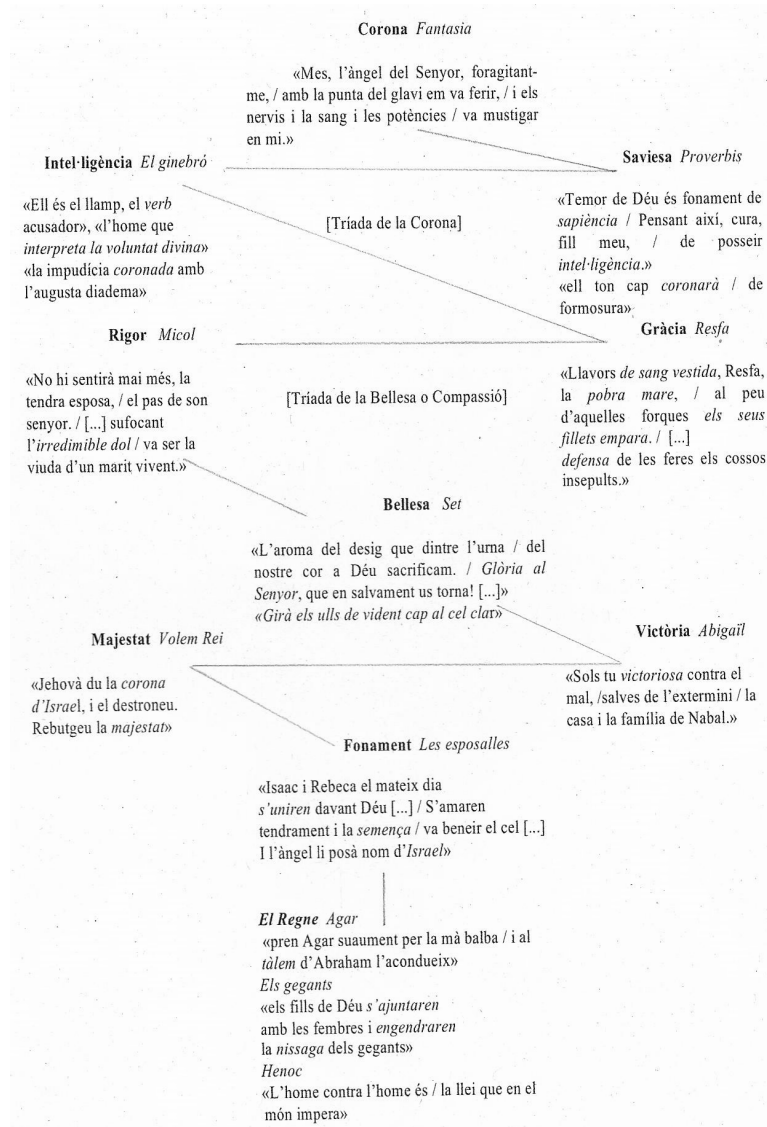 Corona Fantasia
«Mes, l'àngel del Senyor, foragitant-
me, / amb la punta del glavi em va ferir, / i els
nervis i la sang i les potències / va mustigar
en mi.»
Intel·ligència El ginebró
«Ell és el llamp, el verb
acusador», «l'home que
interpreta la voluntat divina»
«la impudícia coronada amb
l'augusta diadema»
[Tríada de la Corona]
Saviesa Proverbis
«Temor de Déu és fonament de
sapiència / Pensant així, cura,
fill meu, / de posseir
intel·ligència.»
«ell ton cap coronarà / de
formosura»
Rigor Micol
«No hi sentirà mai més, la
tendra esposa, / el pas de son
senyor. / [...] sufocant
l'irredimible dol / va ser la
viuda d'un marit vivent.»
[Tríada de la Bellesa o Compassió]
Gràcia Resfa
«Llavors de sang vestida, Resfa,
la pobra mare, / al peu
d'aquelles forques els seus
fillets empara. / [...]
defensa de les feres els cossos
insepults.»
Bellesa Set
«L'aroma del desig que dintre l'urna / del
nostre cor a Déu sacrificam. / Glòria al
Senyor, que en salvament us torna! [...]»
«Girà els ulls de vident cap al cel clar»
Majestat Volem Rei
«Jehovà du la corona
d'Israel, i el destroneu.
Rebutgeu la majestat»
Victòria Abigaïl
«Sols tu victoriosa contra el
mal, /salves de l'extermini / la
casa i la família de Nabal.»
Fonament Les esposalles
«Isaac i Rebeca el mateix dia
s'uniren davant Déu [...] / S'amaren
tendrament i la semença / va beneir el cel [...]
I l'àngel li posà nom d'Israel»
El Regne Agar
«pren Agar suaument per la mà balba / i al
tàlem d'Abraham l'acondueix»
Els gegants
«els fills de Déu s'ajuntaren
amb les fembres i engendraren
la nissaga dels gegants»
Henoc
«L'home contra l'home és / la llei que en el
món impera»